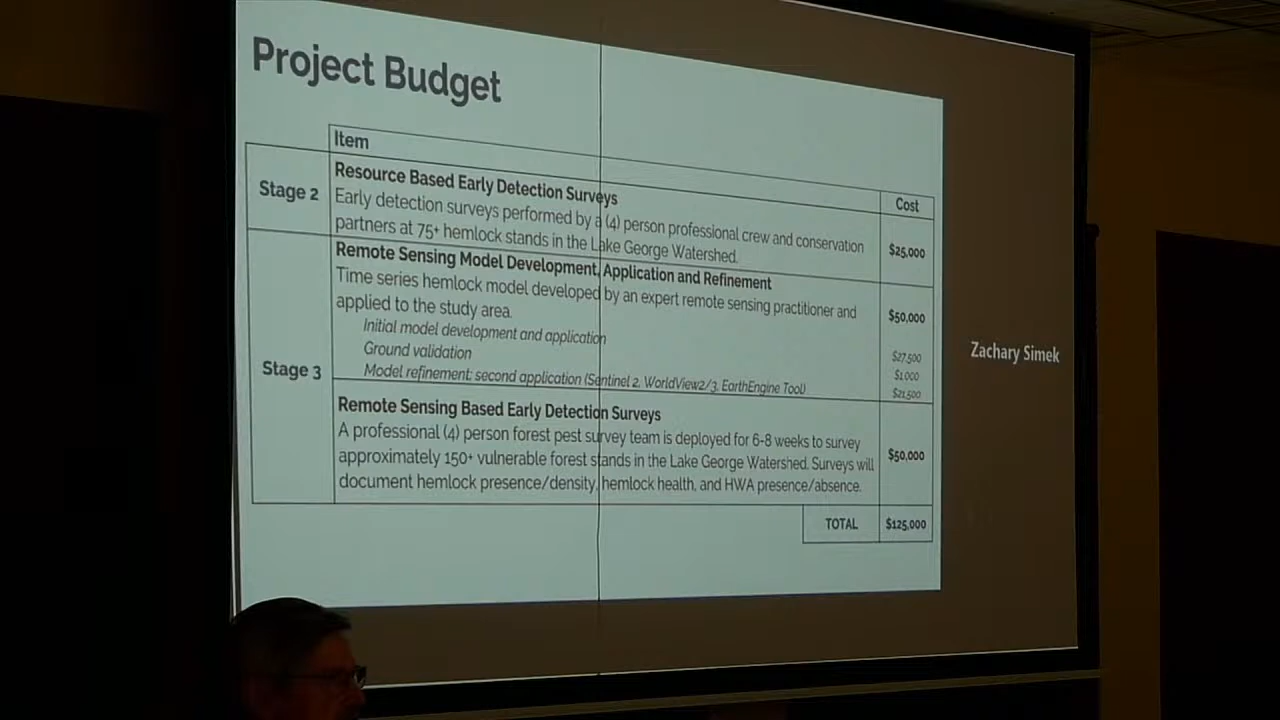 Project Budget
Item
Cost
Stage 2
Resource Based Early Detection Surveys
Early detection surveys performed by a (4) person professional crew and conservation
partners at 75+ hemlock stands in the Lake George Watershed.
$25,000
Stage 3
Remote Sensing Model Development, Application and Refinement
Time series hemlock model developed by an expert remote sensing practitioner and
applied to the study area.
$50,000
Initial model development and application
$27,500
Ground validation
$1,000
Model refinement: second application (Sentinel 2, WorldView2/3, EarthEngine Tool)
$21,500
Remote Sensing Based Early Detection Surveys
A professional (4) person forest pest survey team is deployed for 6-8 weeks to survey
approximately 150+ vulnerable forest stands in the Lake George Watershed. Surveys will
document hemlock presence/density, hemlock health, and HWA presence/absence.
$50,000
TOTAL
$125,000
Zachary Simek